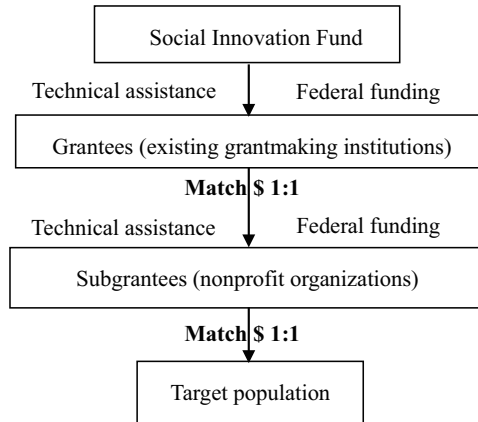 Social Innovation Fund
Technical assistance Federal funding
Grantees (existing grantmaking institutions)
Match $ 1:1
Technical assistance Federal funding
Subgrantees (nonprofit organizations)
Match $ 1:1
Target population